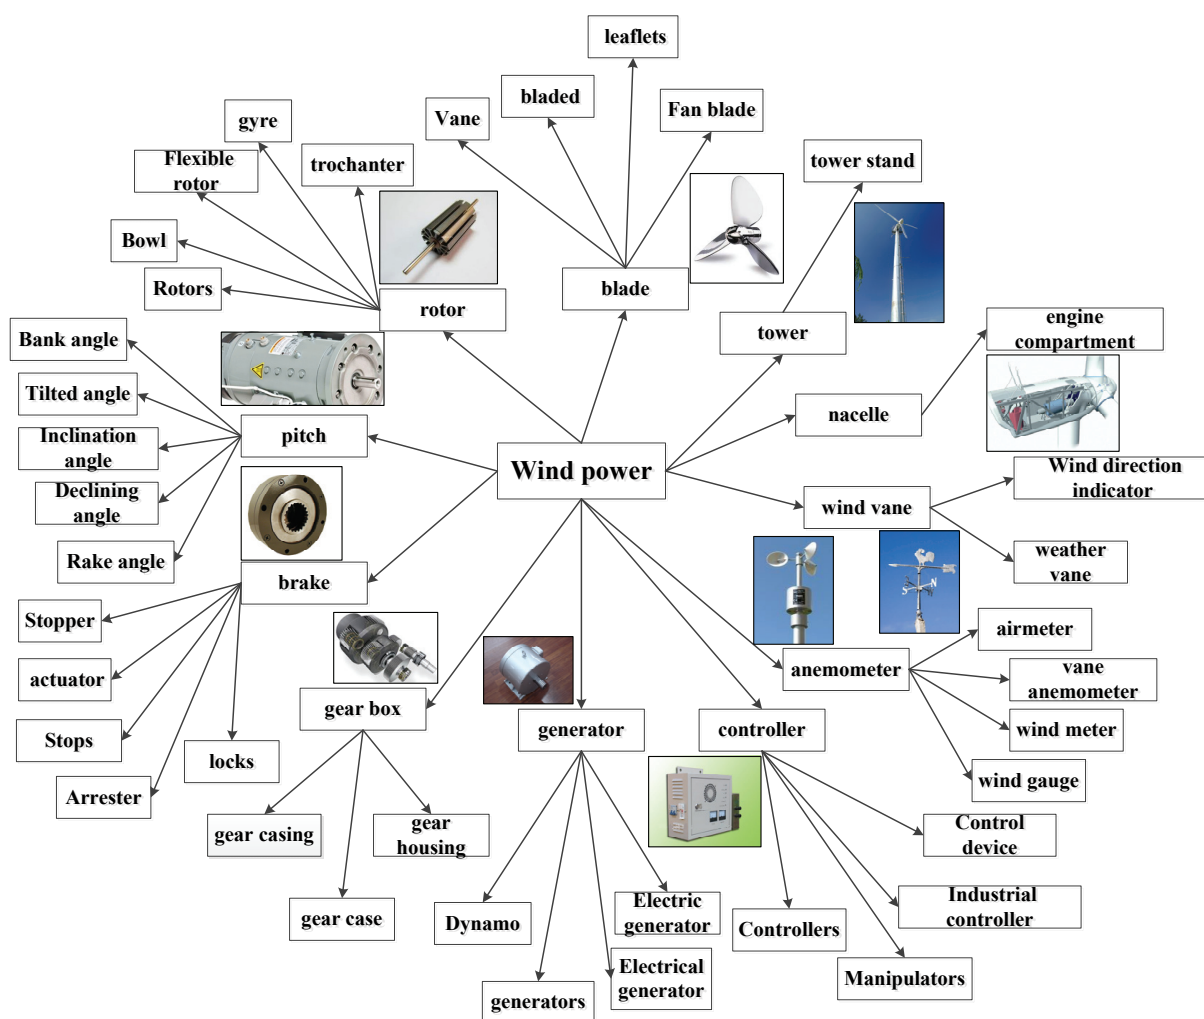 leaflets
bladed
Fan blade
Vane
gyre
trochanter
Flexible
rotor
tower stand
Bowl
Rotors
rotor
blade
tower
engine
compartment
Bank angle
Tilted angle
Inclination
angle
Declining
angle
Rake angle
pitch
nacelle
Wind power
Wind direction
indicator
wind vane
weather
vane
brake
Stopper
actuator
Stops
Arrester
locks
S
N
airmeter
anemometer
vane
anemometer
wind meter
wind gauge
gear box
generator
controller
gear casing
gear
housing
gear case
Control
device
Dynamo
Electric
generator
Electrical
generator
generators
Controllers
Industrial
controller
Manipulators